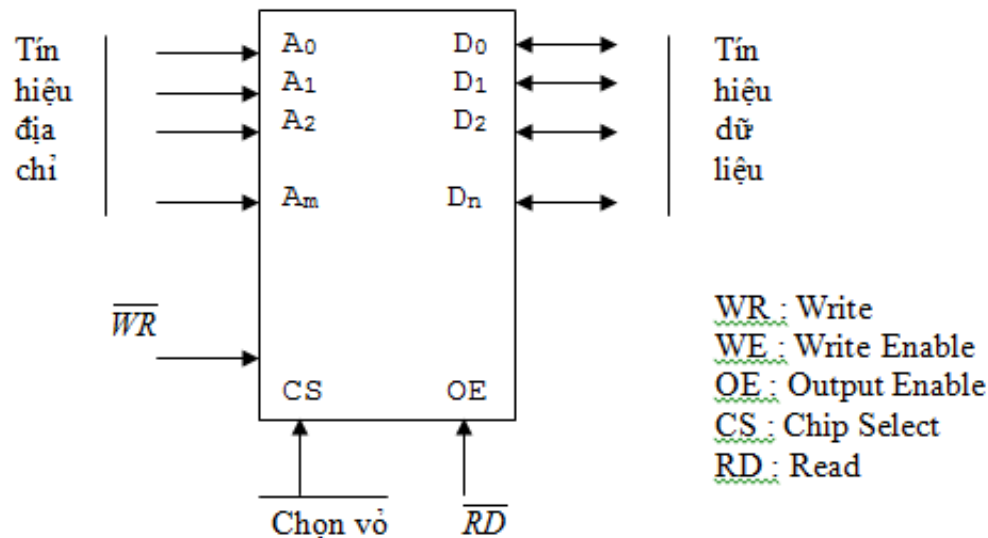 Tín
hiệu
địa
chỉ
A0
A1
A2
Am
D0
D1
D2
Dn
Tín
hiệu
dữ
liệu
WR
CS
OE
Chọn vỏ
RD
WR : Write
WE : Write Enable
OE : Output Enable
CS : Chip Select
RD : Read